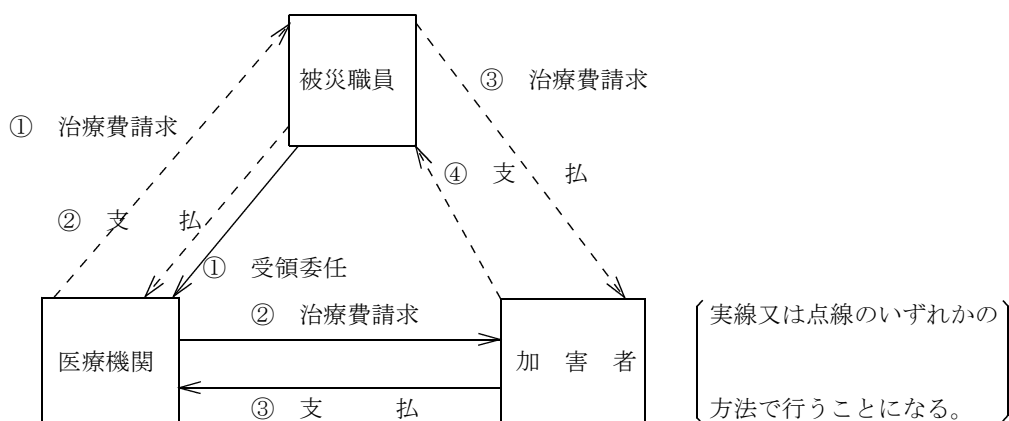 被災職員
③ 治療費請求
① 治療費請求
④ 支 払
② 支 払
① 受領委任
② 治療費請求
実線又は点線のいずれかの
医療機関
加 害 者
③ 支 払
方法で行うことになる。